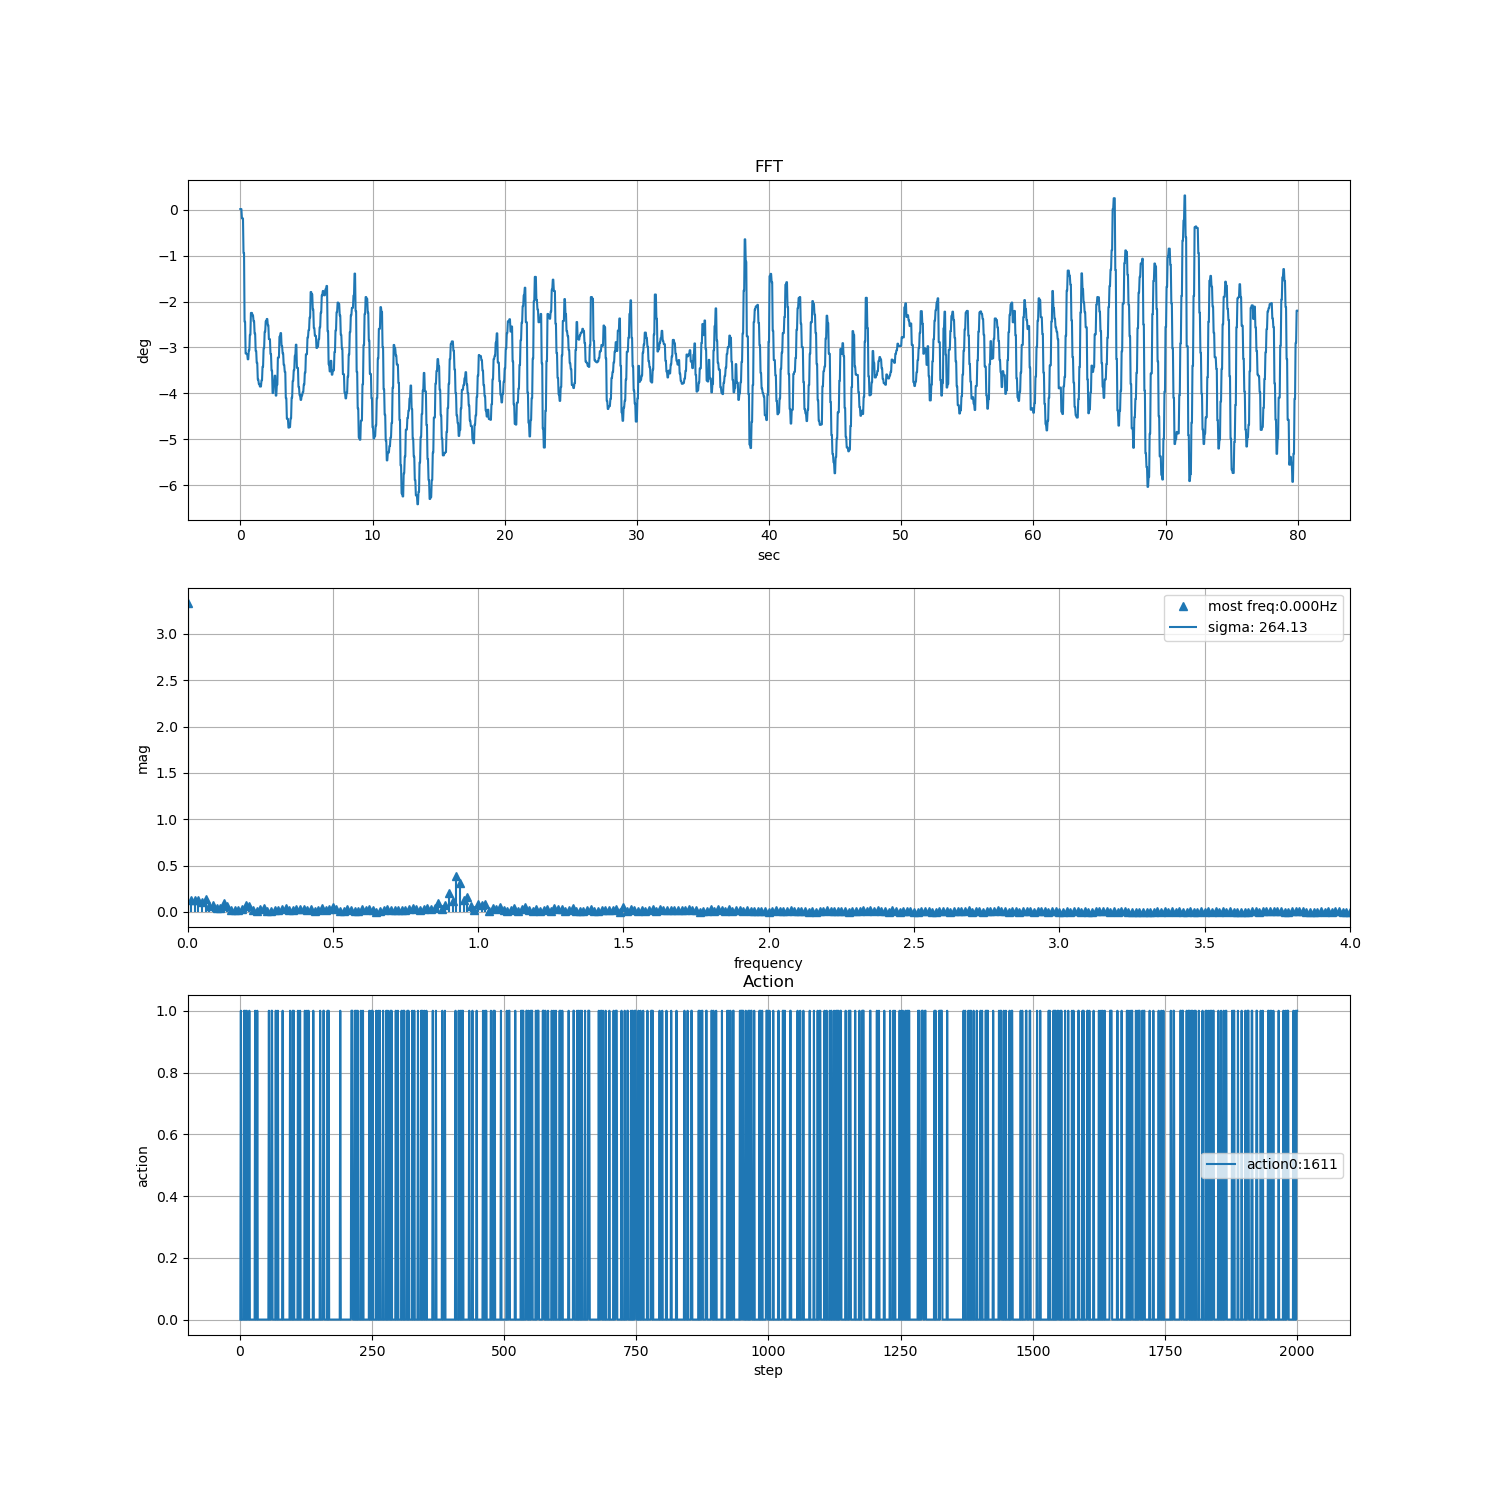 FFT
0
−1
−2
−3
−4
−5
−6
deg
0 10 20 30 40 50 60 70 80
sec
most freq:0.000Hz
sigma: 264.13
3.0
2.5
2.0
1.5
1.0
0.5
0.0
mag
0.0 0.5 1.0 1.5 2.0 2.5 3.0 3.5 4.0
frequency
Action
1.0
0.8
0.6
0.4
0.2
0.0
action
action0:1611
0 250 500 750 1000 1250 1500 1750 2000
step